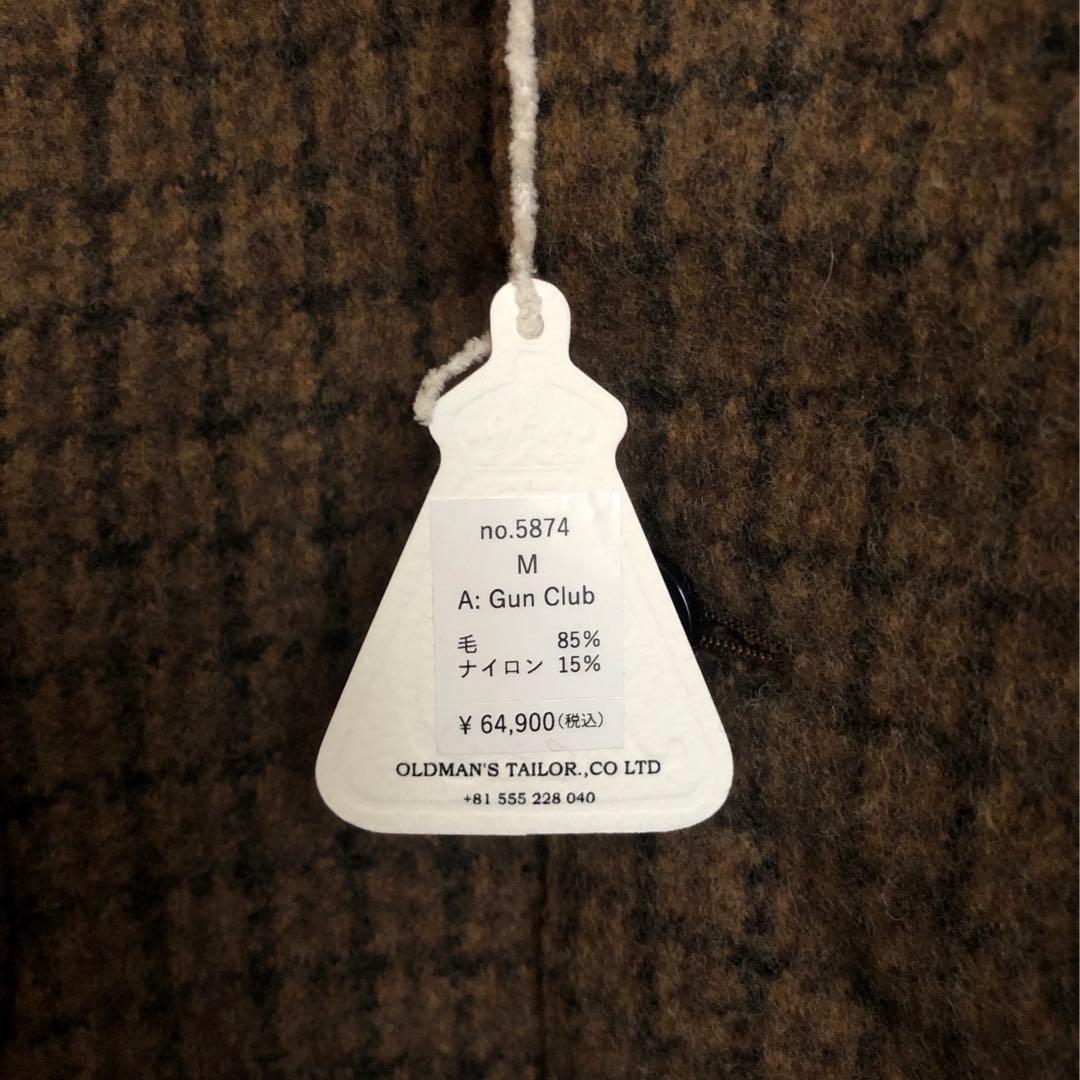 no.5874
M
A: Gun Club
毛 85%
ナイロン 15%
¥ 64,900(税込)
OLDMAN'S TAILOR.,CO LTD
+81 555 228 040